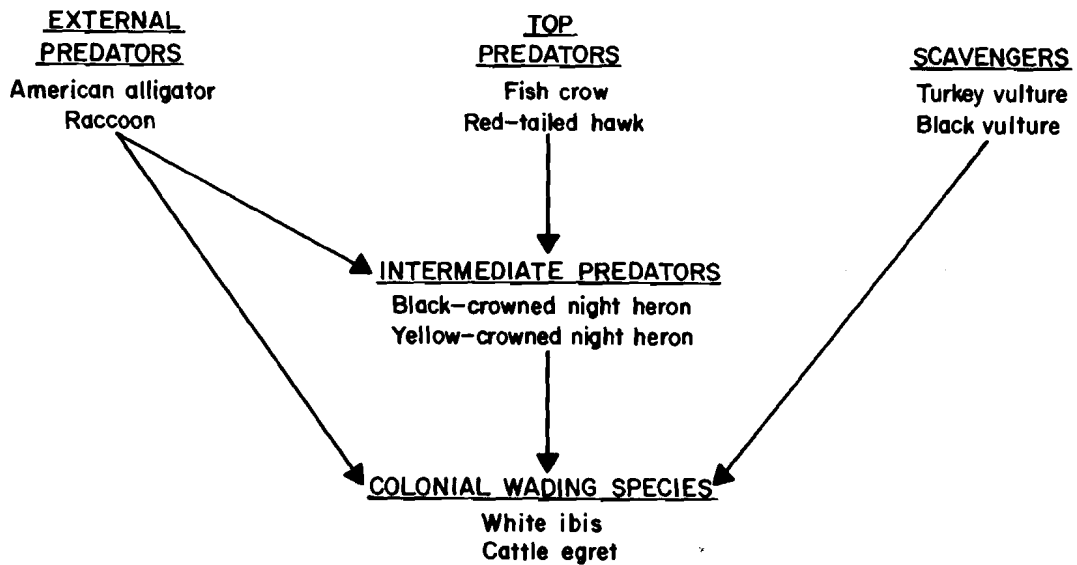 EXTERNAL
PREDATORS
American alligator
Raccoon
TOP
PREDATORS
Fish crow
Red-tailed hawk
SCAVENGERS
Turkey vulture
Black vulture
INTERMEDIATE PREDATORS
Black-crowned night heron
Yellow-crowned night heron
COLONIAL WADING SPECIES
White ibis
Cattle egret